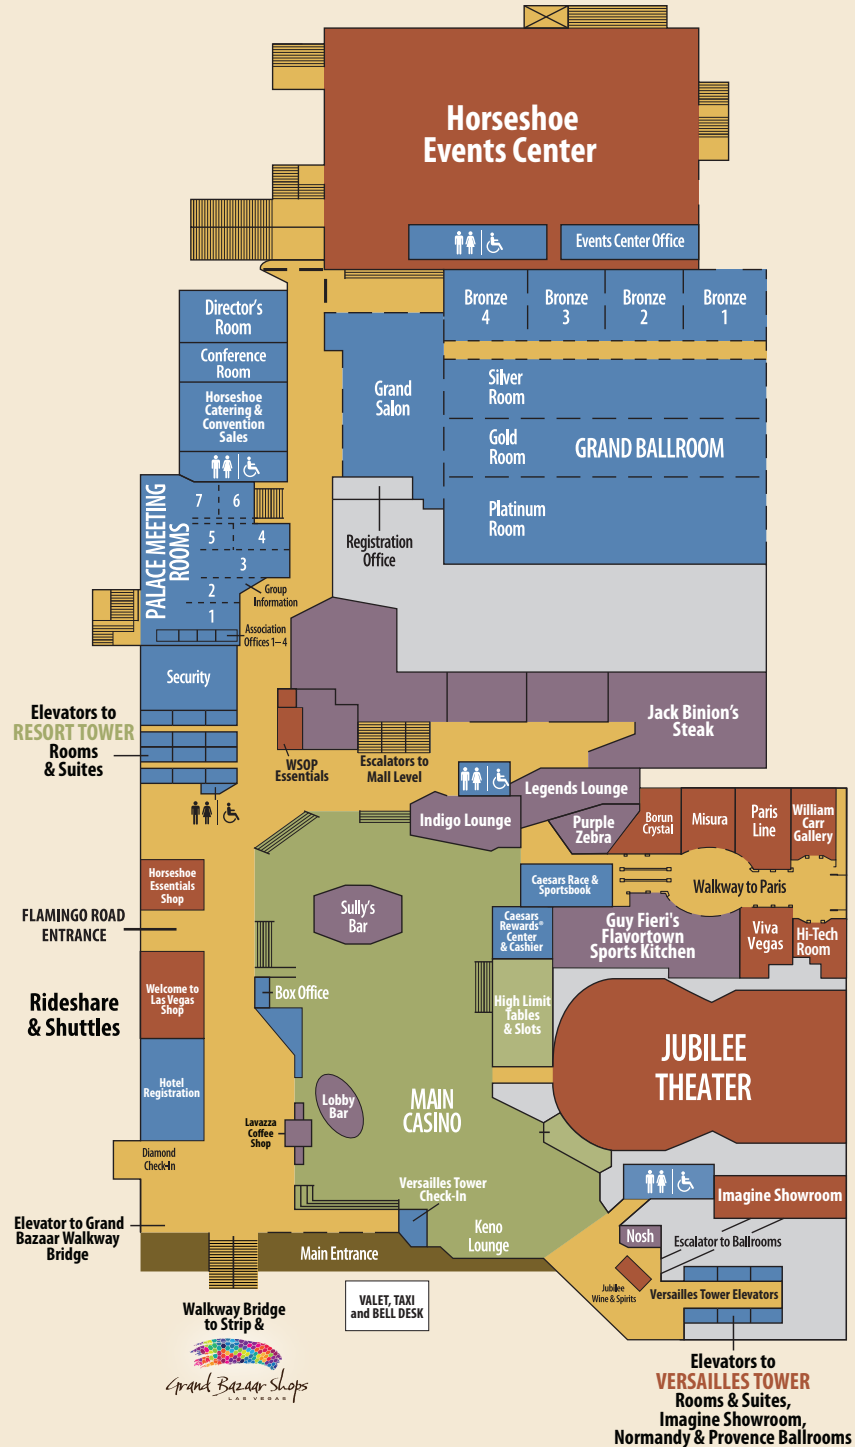 Horseshoe
Events Center
Events Center Office
Bronze
4
Bronze
3
Bronze
2
Bronze
1
Director's
Room
Conference
Room
Horseshoe
Catering &
Convention
Sales
Grand
Salon
Silver
Room
Gold
Room
GRAND BALLROOM
Platinum
Room
PALACE MEETING
ROOMS
7
6
5
4
3
2
1
Group
Information
Association
Offices 1–4
Registration
Office
Security
Elevators to
RESORT TOWER
Rooms
& Suites
WSOP
Essentials
Escalators to
Mall Level
Jack Binion's
Steak
Legends Lounge
Indigo Lounge
Purple
Zebra
Borun
Crystal
Misura
Paris
Line
William
Carr
Gallery
Horseshoe
Essentials
Shop
FLAMINGO ROAD
ENTRANCE
Sully's
Bar
Caesars Race &
Sportsbook
Walkway to Paris
Caesars
Rewards®
Center
& Cashier
Guy Fieri's
Flavortown
Sports Kitchen
Viva
Vegas
Hi-Tech
Room
Rideshare
& Shuttles
Welcome to
Las Vegas
Shop
Box Office
High Limit
Tables
& Slots
JUBILEE
THEATER
Hotel
Registration
Lobby
Bar
MAIN
CASINO
Lavazza
Coffee
Shop
Diamond
Check-In
Versailles Tower
Check-In
Imagine Showroom
Elevator to Grand
Bazaar Walkway
Bridge
Main Entrance
Keno
Lounge
Nosh
Escalator to Ballrooms
Jubilee
Wine & Spirits
Versailles Tower Elevators
VALET, TAXI
and BELL DESK
Walkway Bridge
to Strip &
Grand Bazaar Shops
LAS VEGAS
Elevators to
VERSAILLES TOWER
Rooms & Suites,
Imagine Showroom,
Normandy & Provence Ballrooms